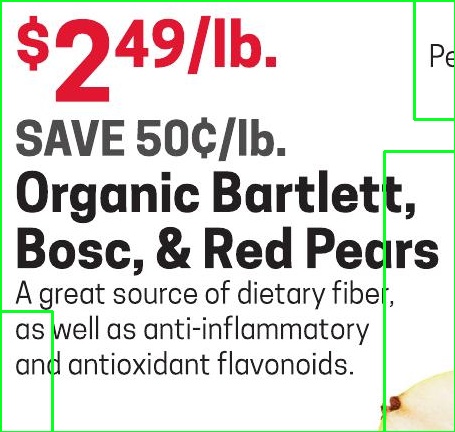 $2 49/lb.
SAVE 50¢/lb.
Organic Bartlett,
Bosc, & Red Pears
A great source of dietary fiber,
as well as anti-inflammatory
and antioxidant flavonoids.